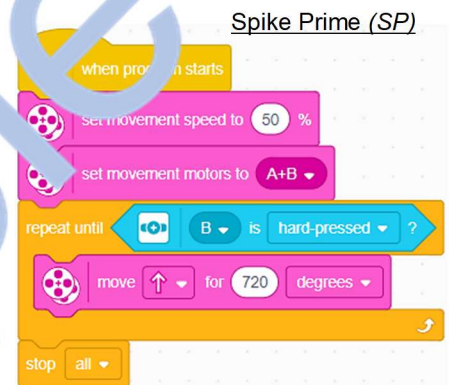 Spike Prime (SP)
when program starts
set movement speed to 50 %
set movement motors to A+B
repeat until B is hard-pressed ?
move for 720 degrees
stop all